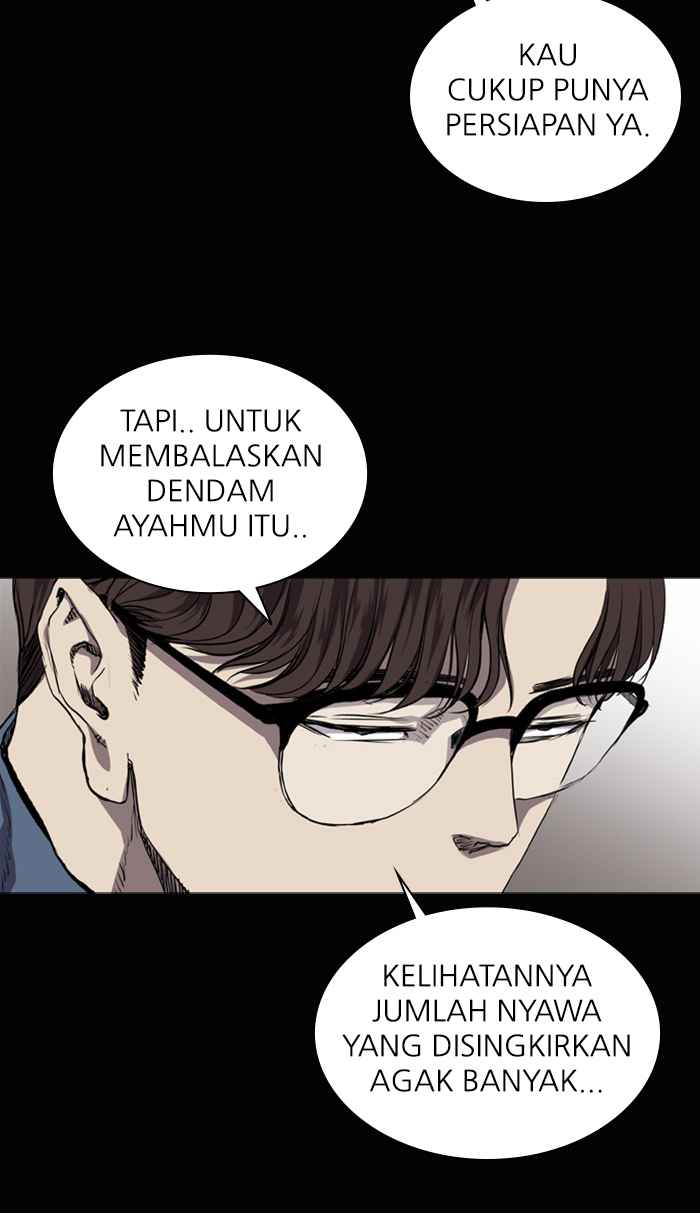 KAU
CUKUP PUNYA
PERSIAPAN YA.
TAPI.. UNTUK
MEMBALASKAN
DENDAM
AYAHMU ITU..
KELIHATANNYA
JUMLAH NYAWA
YANG DISINGKIRKAN
AGAK BANYAK...